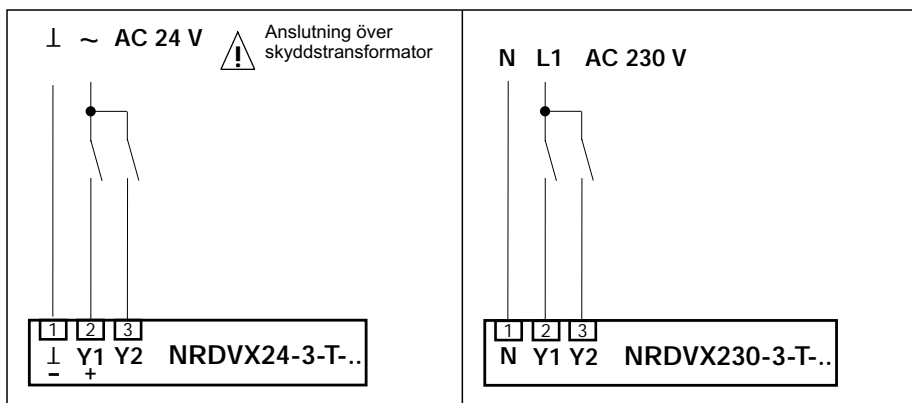 ⊥ ~ AC 24 V
Anslutning över
skyddstransformator
1 2 3
⊥ Y1 Y2 NRDVX24-3-T-..
– +
N L1 AC 230 V
1 2 3
N Y1 Y2 NRDVX230-3-T-..